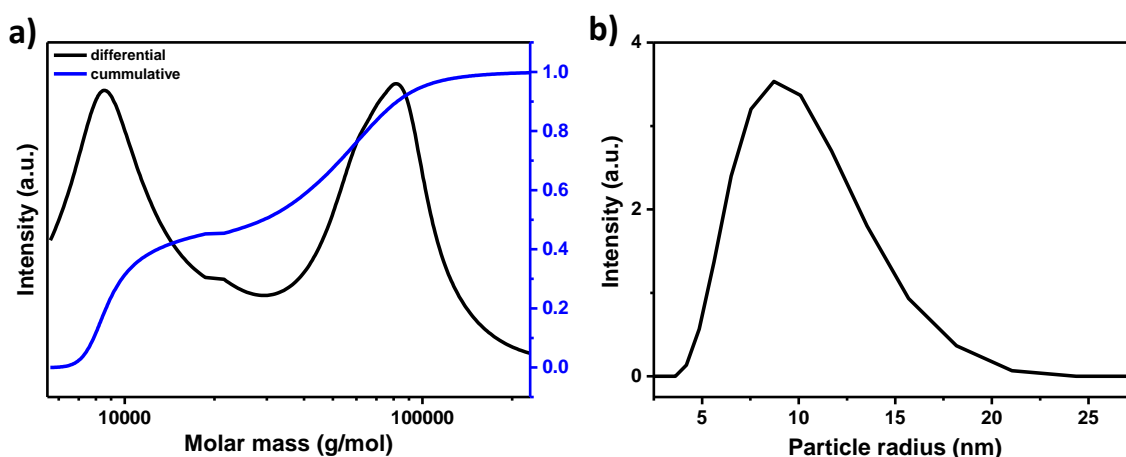 a)
differential
cummulative
Intensity (a.u.)
1.0
0.8
0.6
0.4
0.2
0.0
10000
100000
Molar mass (g/mol)
b)
Intensity (a.u.)
4
2
0
5
10
15
20
25
Particle radius (nm)